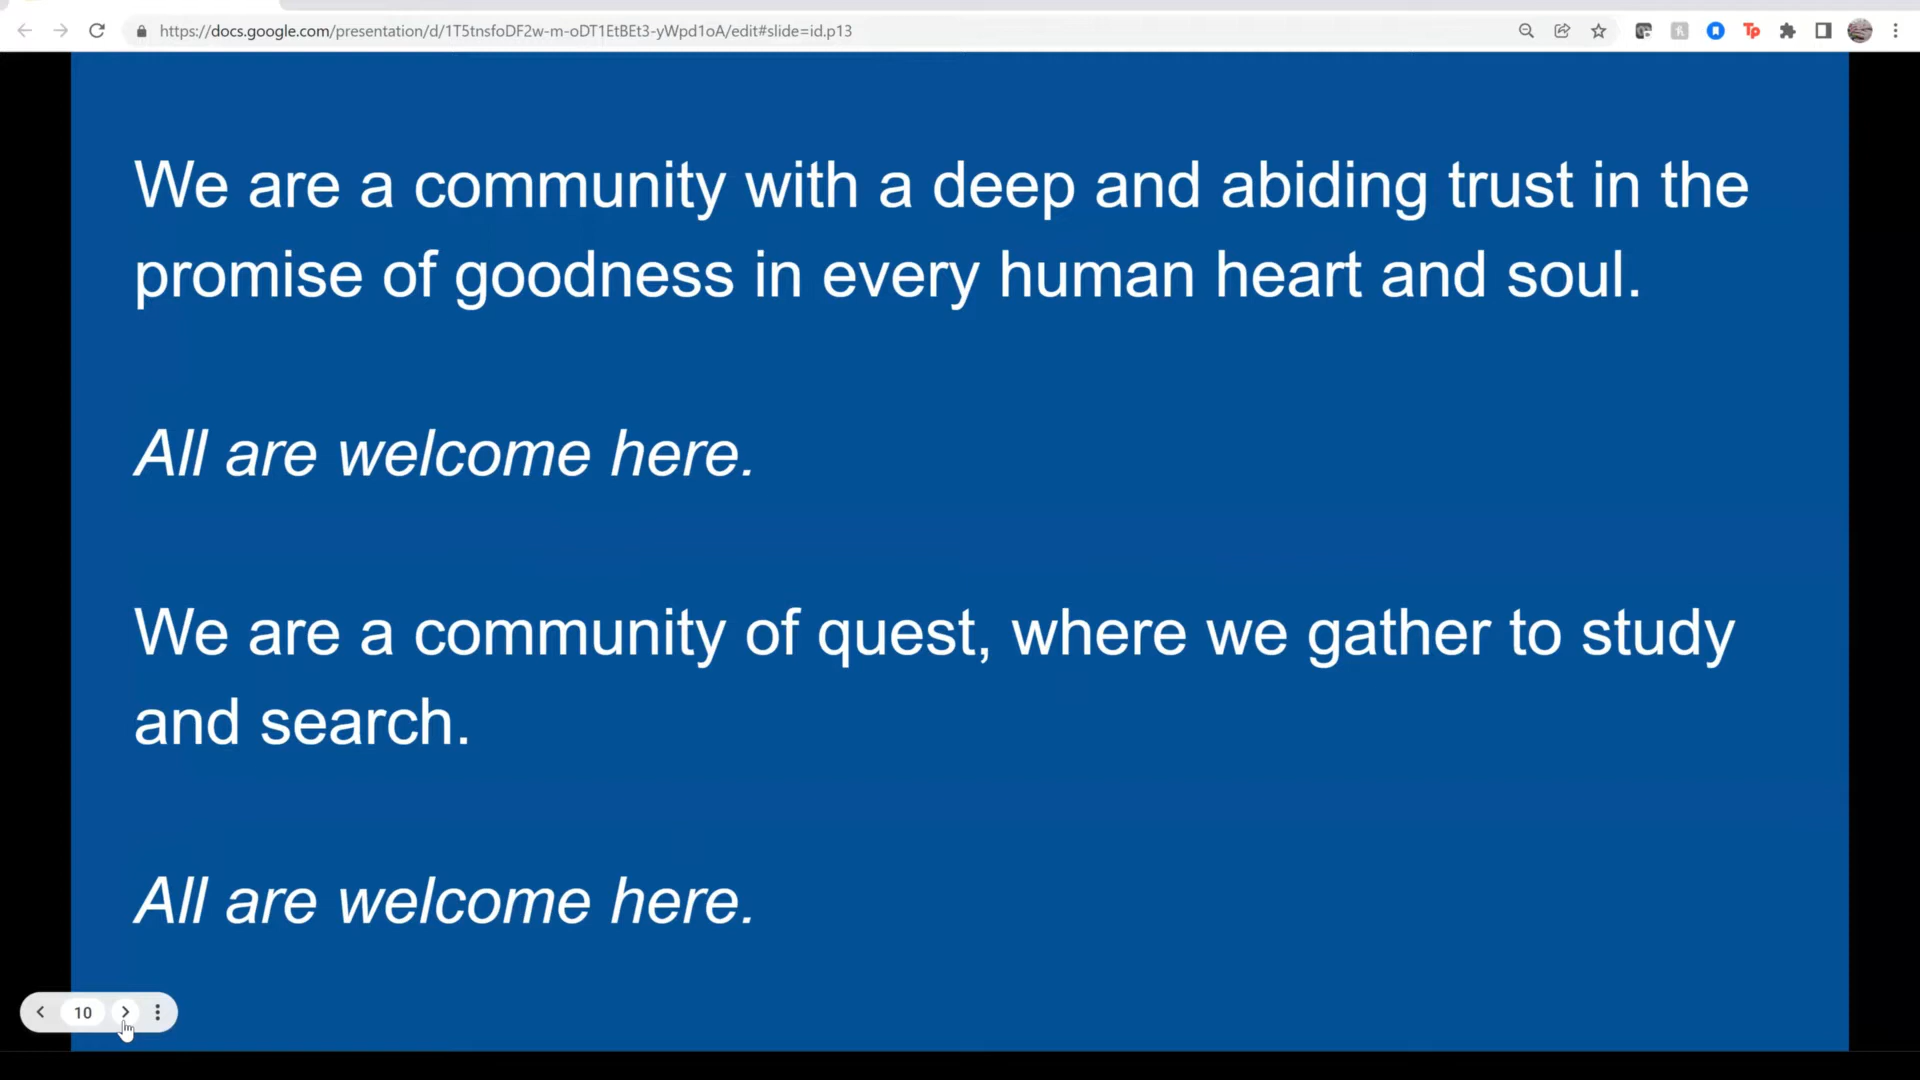 https://docs.google.com/presentation/d/1T5tnsfoDF2w-m-oDT1EtBEt3-yWpd1oA/edit#slide=id.p13
Tp
We are a community with a deep and abiding trust in the
promise of goodness in every human heart and soul.
All are welcome here.
We are a community of quest, where we gather to study
and search.
All are welcome here.
10